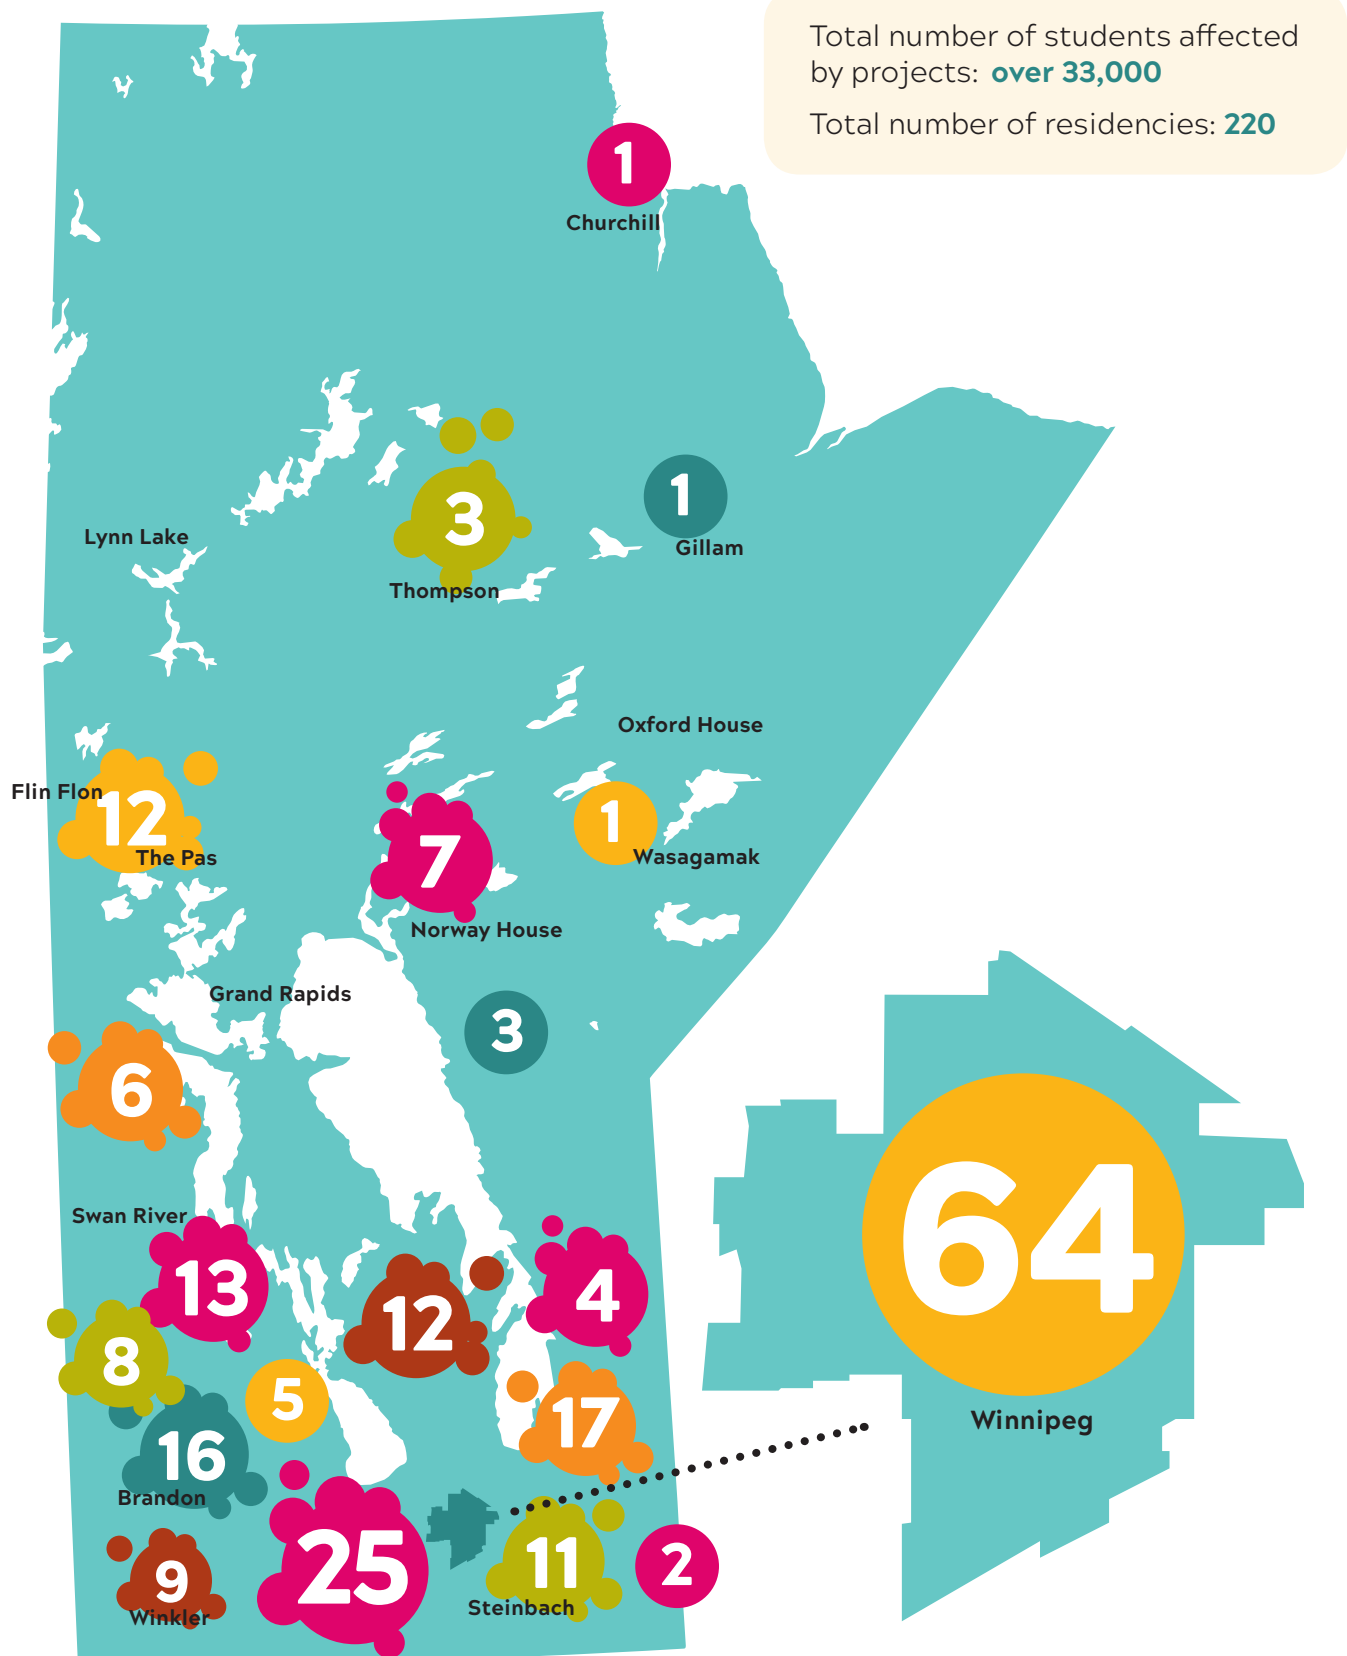 Total number of students affected
by projects: over 33,000
Total number of residencies: 220
1
Churchill
3
Thompson
1
Gillam
Lynn Lake
Oxford House
Flin Flon
12
The Pas
7
Norway House
1
Wasagamak
Grand Rapids
3
6
Swan River
13
12
4
8
5
17
16
Brandon
25
9
Winkler
11
Steinbach
2
64
Winnipeg